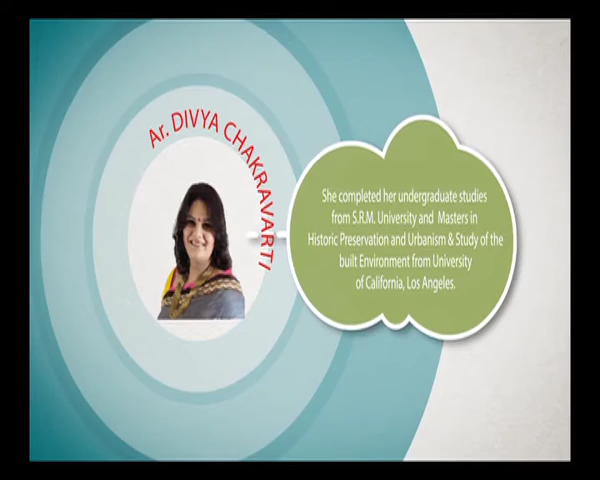 Ar. DIVYA CHAKRAVARTI
She completed her undergraduate studies
from S.R.M. University and Masters in
Historic Preservation and Urbanism & Study of the
built Environment from University
of California, Los Angeles.